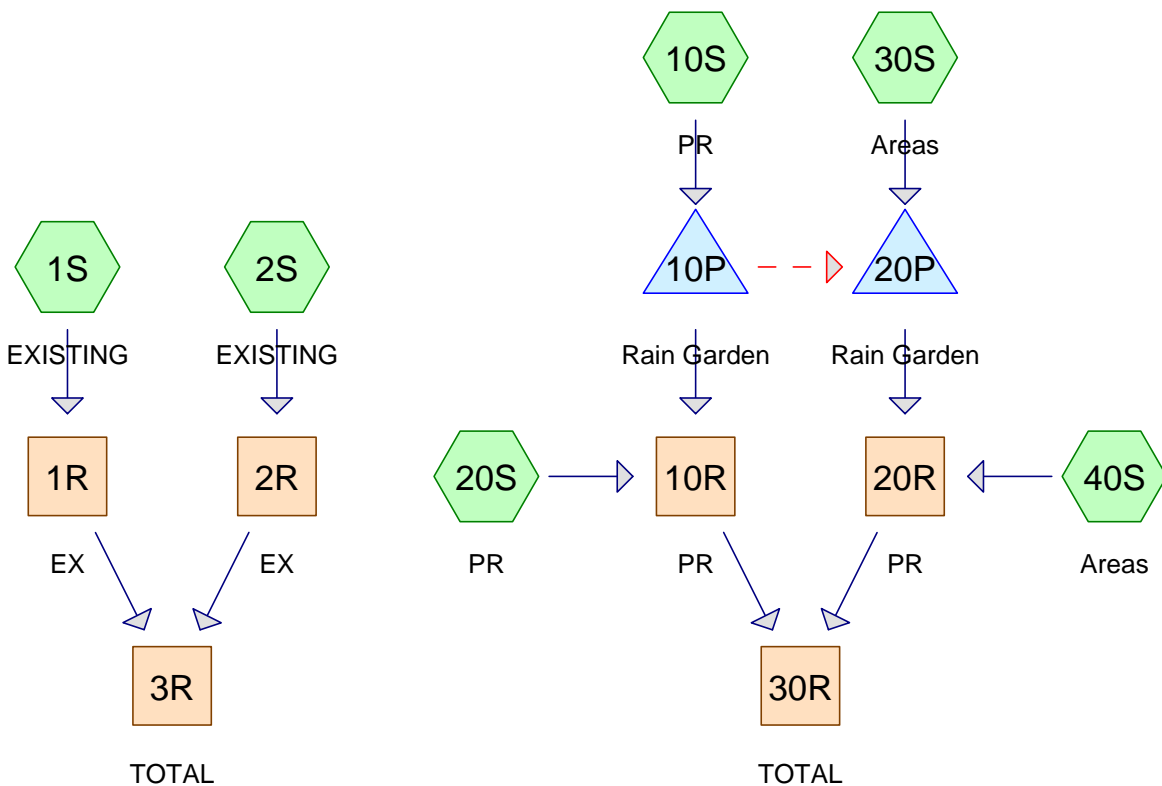 10S
30S
PR
Areas
1S
2S
10P
20P
EXISTING
EXISTING
Rain Garden
Rain Garden
1R
2R
20S
10R
20R
40S
EX
EX
PR
PR
PR
Areas
3R
30R
TOTAL
TOTAL